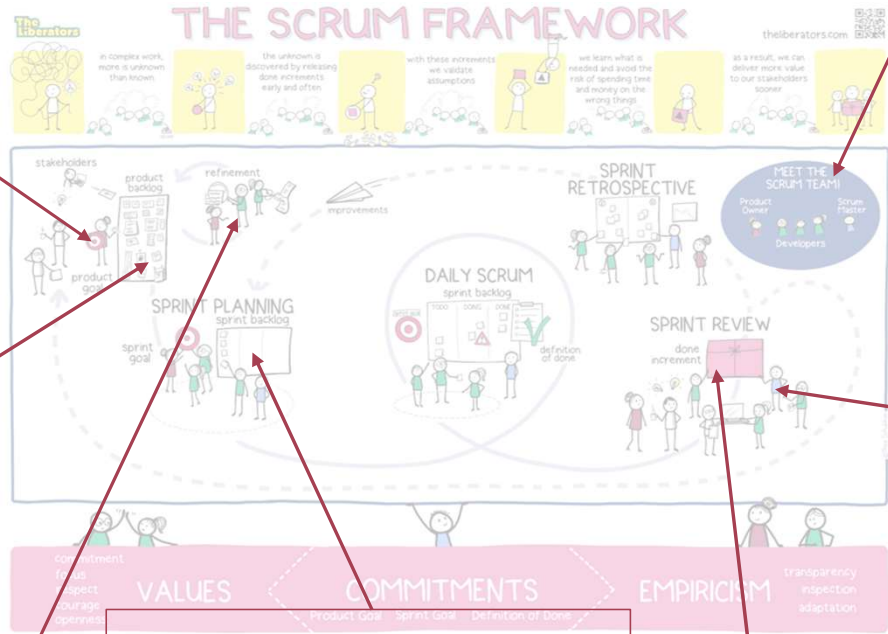 The
Liberators
THE SCRUM FRAMEWORK
theliberators.com
in complex work,
more is unknown
than known
the unknown is
discovered by releasing
done increments
early and often
with these increments
we validate
assumptions
we learn what is
needed and avoid the
risk of spending time
and money on the
wrong things
as a result, we can
deliver more value
to our stakeholders
sooner
stakeholders
product
backlog
product
goal
refinement
improvements
SPRINT
RETROSPECTIVE
MEET THE
SCRUM TEAM!
Product
Owner
Scrum
Master
Developers
SPRINT PLANNING
sprint backlog
sprint
goal
DAILY SCRUM
sprint backlog
TODO DOING DONE
definition
of done
SPRINT REVIEW
done
increment
commitment
focus
respect
courage
openness
VALUES
COMMITMENTS
Product Goal Sprint Goal Definition of Done
EMPIRICISM
transparency
inspection
adaptation